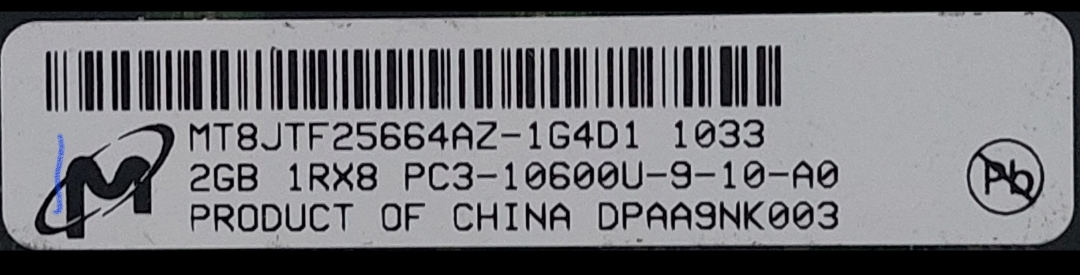 MT8JTF25664AZ-1G4D1 1033
2GB 1RX8 PC3-10600U-9-10-A0
PRODUCT OF CHINA DPAA9NK003
Pb